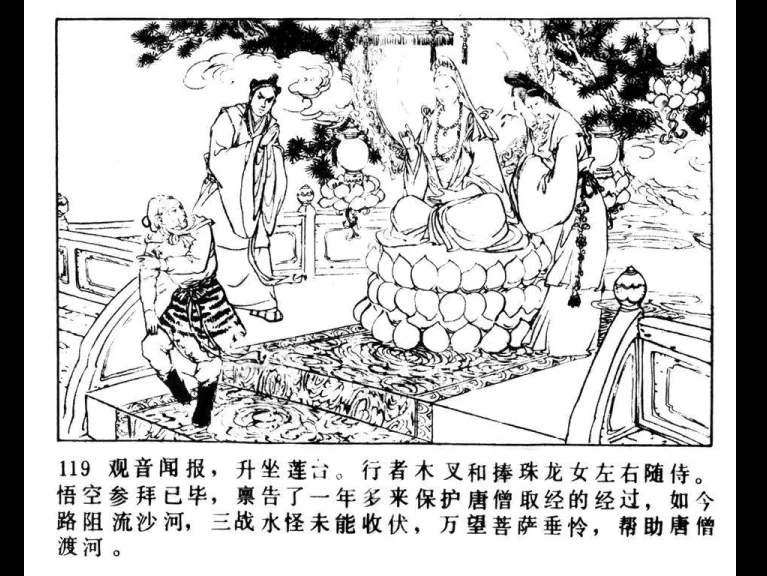 119 观音闻报，升坐莲台。行者木叉和捧珠龙女左右随侍。
悟空参拜已毕，禀告了一年多来保护唐僧取经的经过，如今
路阻流沙河，三战水怪未能收伏，万望菩萨垂怜，帮助唐僧
渡河。